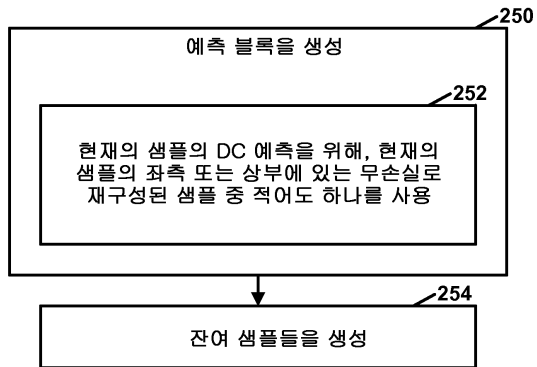 250
예측 블록을 생성
252
현재의 샘플의 DC 예측을 위해, 현재의
샘플의 좌측 또는 상부에 있는 무손실로
재구성된 샘플 중 적어도 하나를 사용
254
잔여 샘플들을 생성